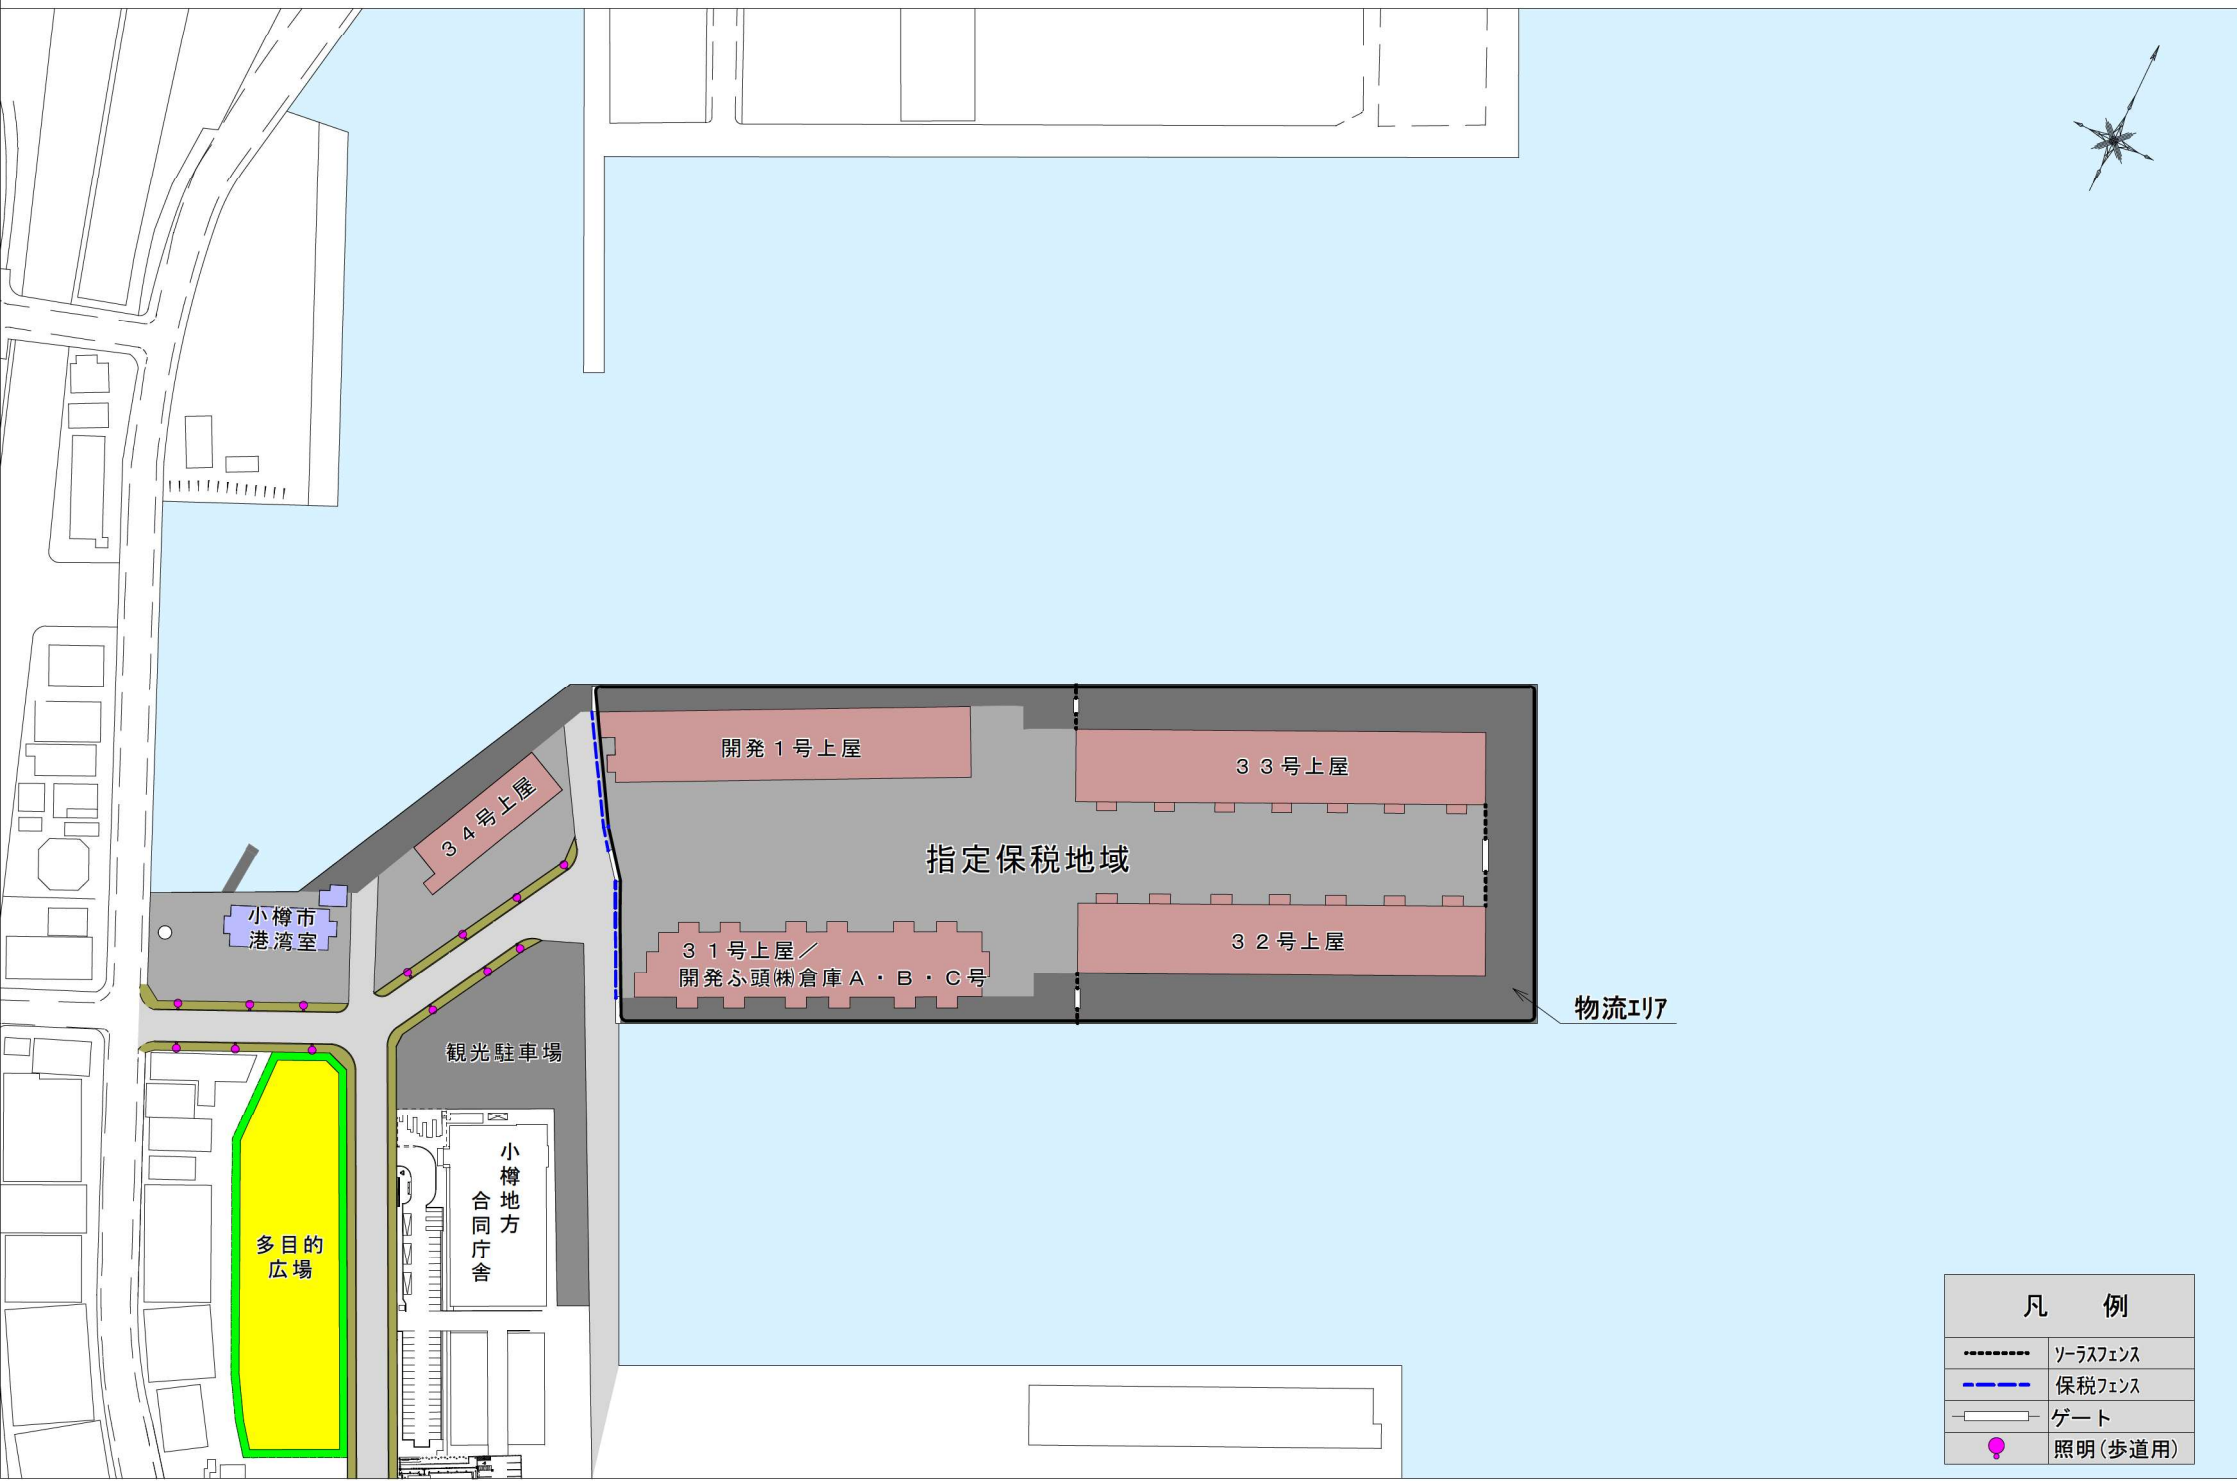 開発1号上屋
33号上屋
34号上屋
指定保税地域
小樽市
港湾室
31号上屋／
開発ふ頭㈱倉庫A・B・C号
32号上屋
物流エリア
観光駐車場
小樽地方
合同庁舎
多目的
広場
凡　例
ソーラスフェンス
保税フェンス
ゲート
照明(歩道用)